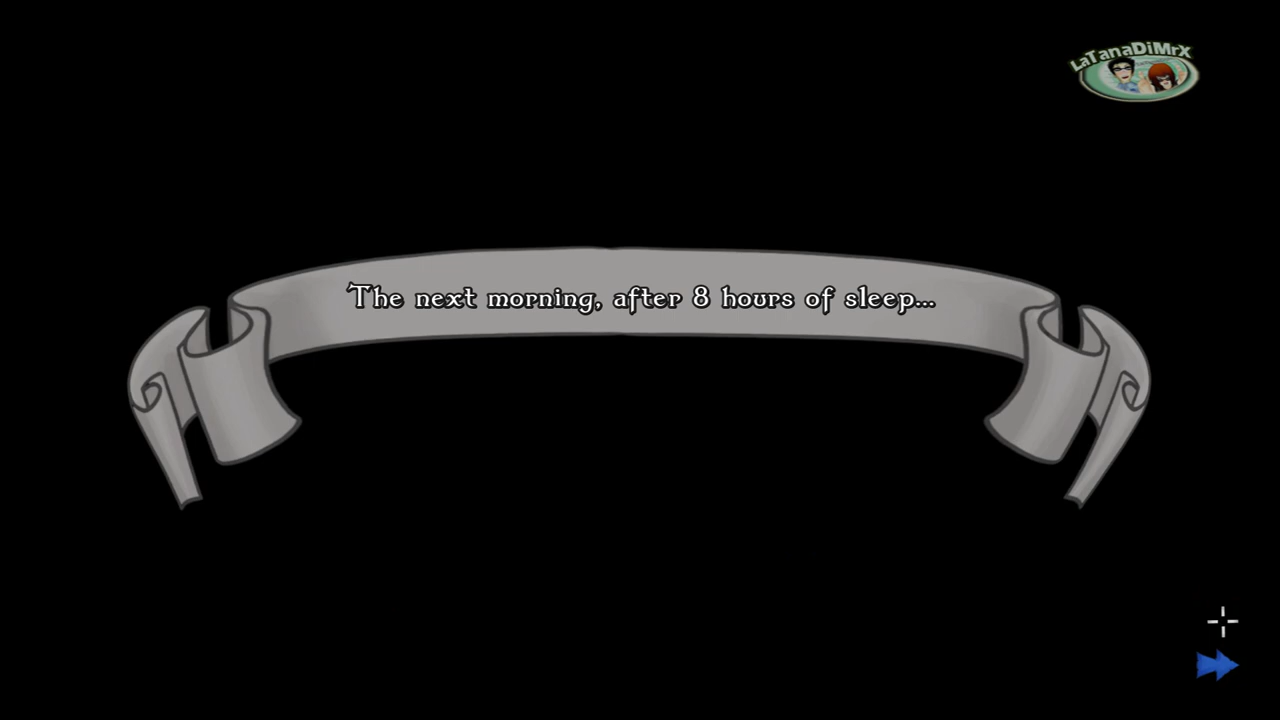 LaTanaDiMrX
The next morning, after 8 hours of sleep...